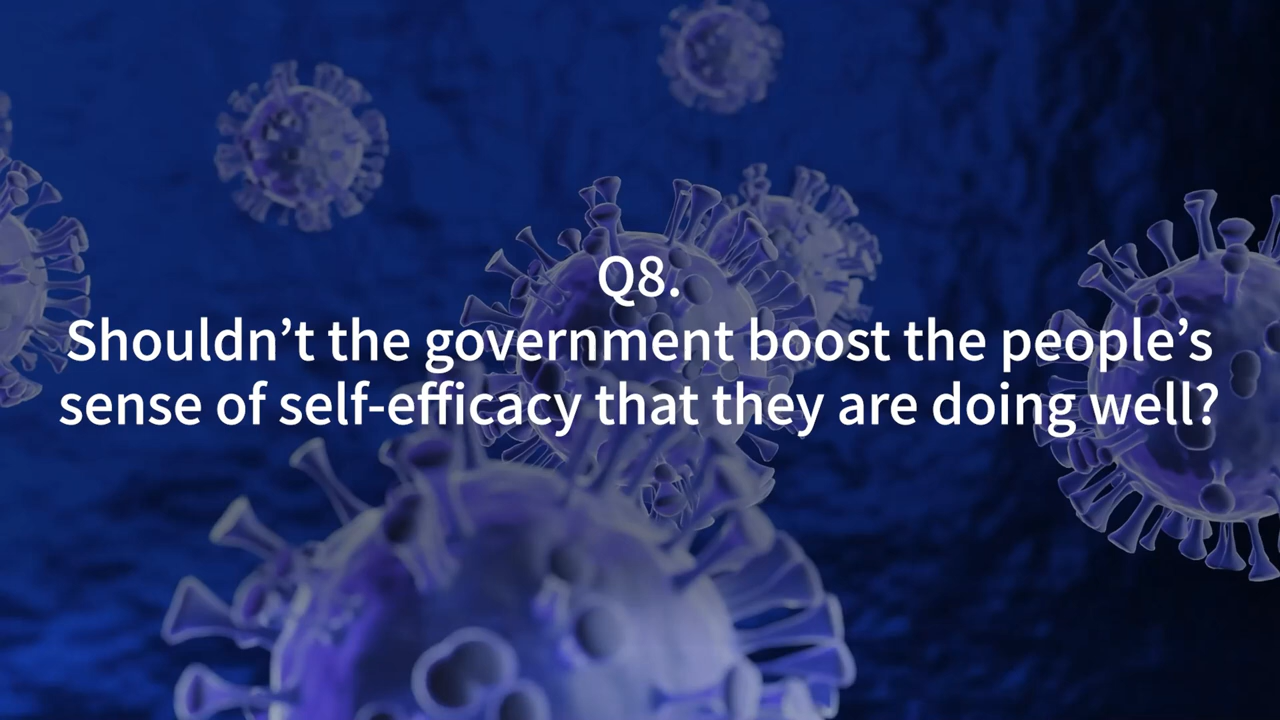 Q8.
Shouldn’t the government boost the people’s
sense of self-efficacy that they are doing well?